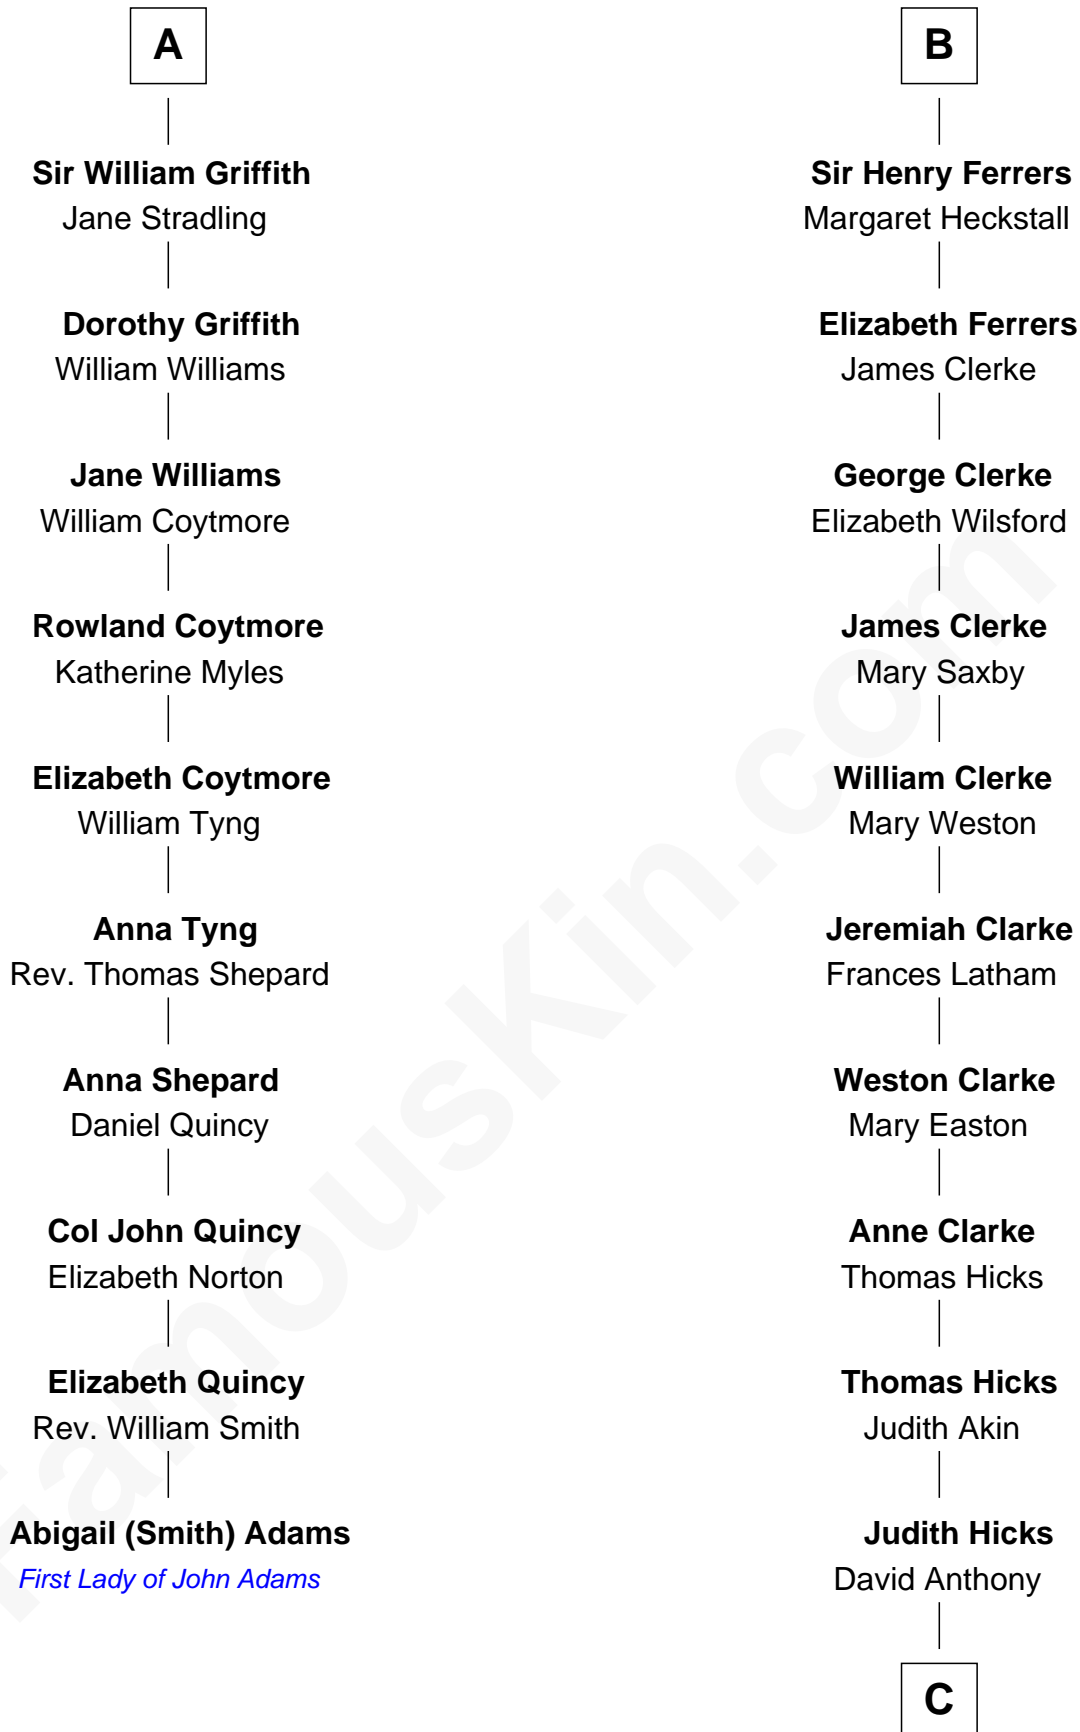 A
Sir William Griffith
Jane Stradling
Dorothy Griffith
William Williams
Jane Williams
William Coytmore
Rowland Coytmore
Katherine Myles
Elizabeth Coytmore
William Tyng
Anna Tyng
Rev. Thomas Shepard
Anna Shepard
Daniel Quincy
Col John Quincy
Elizabeth Norton
Elizabeth Quincy
Rev. William Smith
Abigail (Smith) Adams
First Lady of John Adams
B
Sir Henry Ferrers
Margaret Heckstall
Elizabeth Ferrers
James Clerke
George Clerke
Elizabeth Wilsford
James Clerke
Mary Saxby
William Clerke
Mary Weston
Jeremiah Clarke
Frances Latham
Weston Clarke
Mary Easton
Anne Clarke
Thomas Hicks
Thomas Hicks
Judith Akin
Judith Hicks
David Anthony
C
FamousKin.com